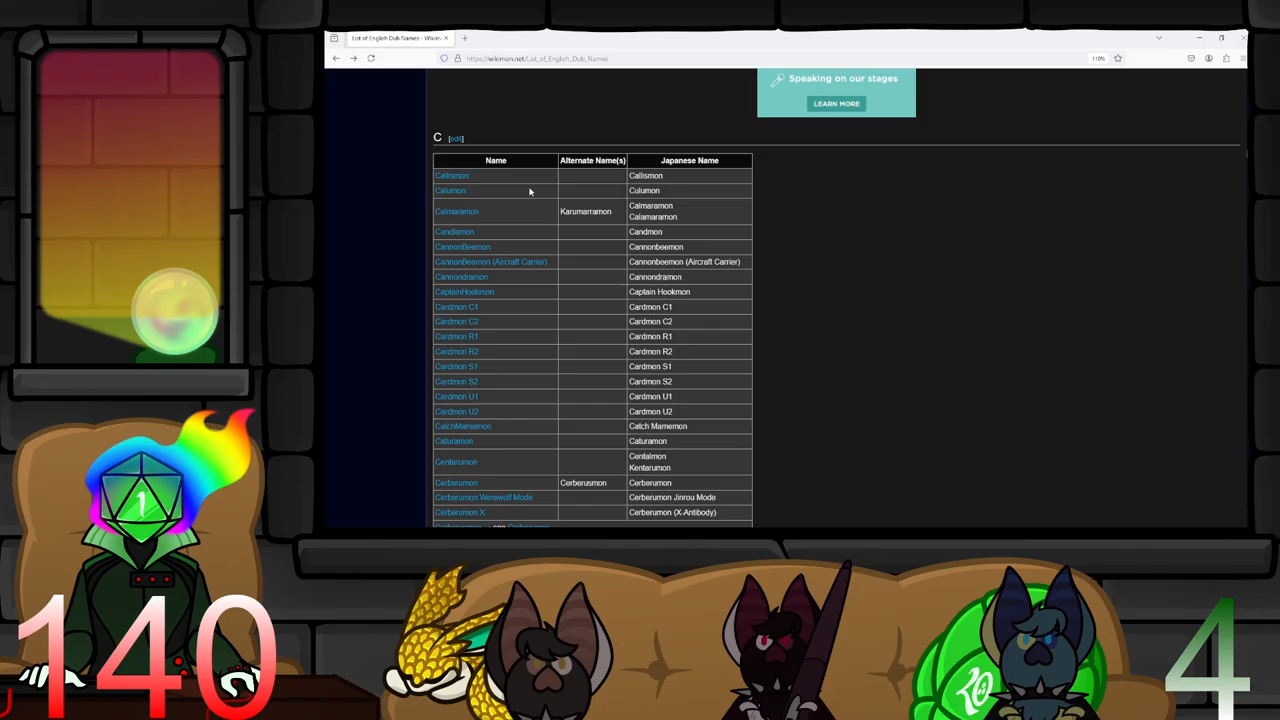 List of English Dub Names - Wikim
https://wikimon.net/List_of_English_Dub_Names
110%
Speaking on our stages
LEARN MORE
C [edit]
Name Alternate Name(s) Japanese Name
Callismon Callismon
Calumon Culumon
Calmaramon Karumarramon Calmaramon
Calamaramon
Candlemon Candmon
CannonBeemon Cannonbeemon
CannonBeemon (Aircraft Carrier) Cannonbeemon (Aircraft Carrier)
Cannondramon Cannondramon
CaptainHookmon Captain Hookmon
Cardmon C1 Cardmon C1
Cardmon C2 Cardmon C2
Cardmon R1 Cardmon R1
Cardmon R2 Cardmon R2
Cardmon S1 Cardmon S1
Cardmon S2 Cardmon S2
Cardmon U1 Cardmon U1
Cardmon U2 Cardmon U2
CatchMamemon Catch Mamemon
Caturamon Caturamon
Centarumon Centalmon
Kentarumon
Cerberumon Cerberusmon Cerberumon
Cerberumon Werewolf Mode Cerberumon Jinrou Mode
Cerberumon X Cerberumon (X-Antibody)
1
140
4